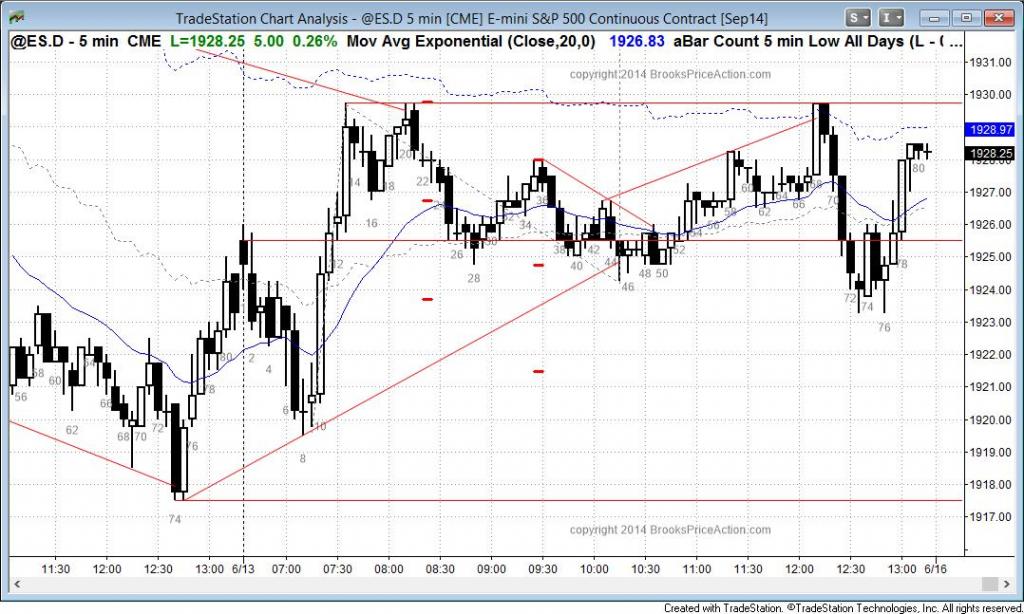 TradeStation Chart Analysis - @ES.D 5 min [CME] E-mini S&P 500 Continuous Contract [Sep14]
S I
@ES.D - 5 min CME L=1928.25 5.00 0.26% Mov Avg Exponential (Close,20,0) 1926.83 aBar Count 5 min Low All Days (L - ( ...
copyright 2014 BrooksPriceAction.com
1931.00
1930.00
1928.97
1928.25
1927.00
1926.00
1925.00
1924.00
1923.00
1922.00
1921.00
1920.00
1919.00
1918.00
1917.00
56 58 60 62 64 66 68 70 72 74 76 78 80
2 4 6 8 10 12 14 16 18 20 22 24 26 28 30 32 34 36 38 40 42 44 46 48 50 52 54 56 58 60 62 64 66 68 70 72 74 76 78 80
copyright 2014 BrooksPriceAction.com
11:30 12:00 12:30 13:00 6/13 07:00 07:30 08:00 08:30 09:00 09:30 10:00 10:30 11:00 11:30 12:00 12:30 13:00 6/16
Created with TradeStation. ©TradeStation Technologies, Inc. All rights reserved.